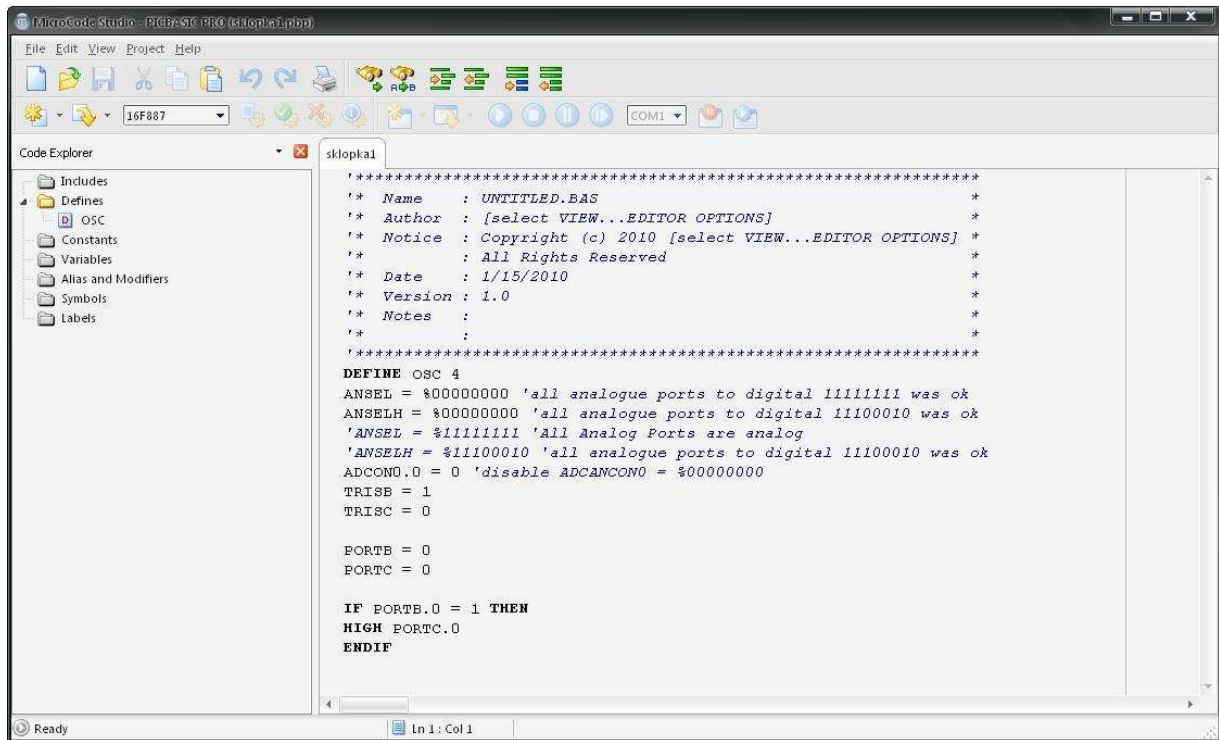 MicroCode Studio - PICBASIC PRO (sklopka1.pbp)
File Edit View Project Help
16F887
COM1
Code Explorer
sklopka1
Includes
Defines
OSC
Constants
Variables
Alias and Modifiers
Symbols
Labels
'****************************************************************
'*  Name    : UNTITLED.BAS                                      *
'*  Author  : [select VIEW...EDITOR OPTIONS]                    *
'*  Notice  : Copyright (c) 2010 [select VIEW...EDITOR OPTIONS] *
'*          : All Rights Reserved                               *
'*  Date    : 1/15/2010                                         *
'*  Version : 1.0                                               *
'*  Notes   :                                                   *
'*          :                                                   *
'****************************************************************
DEFINE OSC 4
ANSEL = %00000000 'all analogue ports to digital 11111111 was ok
ANSELH = %00000000 'all analogue ports to digital 11100010 was ok
'ANSEL = %11111111 'All Analog Ports are analog
'ANSELH = %11100010 'all analogue ports to digital 11100010 was ok
ADCON0.0 = 0 'disable ADCANCON0 = %00000000
TRISB = 1
TRISC = 0
PORTB = 0
PORTC = 0
IF PORTB.0 = 1 THEN
HIGH PORTC.0
ENDIF
Ready
Ln 1 : Col 1